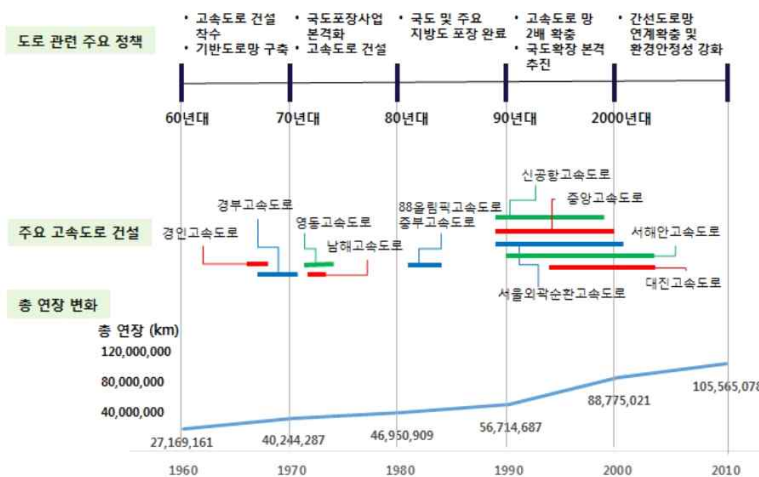 도로 관련 주요 정책
• 고속도로 건설
착수
• 기반도로망 구축
• 국도포장사업
본격화
• 고속도로 건설
• 국도 및 주요
지방도 포장 완료
• 고속도로 망
2배 확충
• 국도확장 본격
추진
• 간선도로망
연계확충 및
환경안정성 강화
60년대
70년대
80년대
90년대
2000년대
주요 고속도로 건설
경인고속도로
경부고속도로
영동고속도로
남해고속도로
88올림픽고속도로
중부고속도로
신공항고속도로
중앙고속도로
서해안고속도로
대진고속도로
서울외곽순환고속도로
총 연장 변화
총 연장 (km)
120,000,000
80,000,000
40,000,000
27,169,161
40,244,287
46,950,909
56,714,687
88,775,021
105,565,078
1960
1970
1980
1990
2000
2010